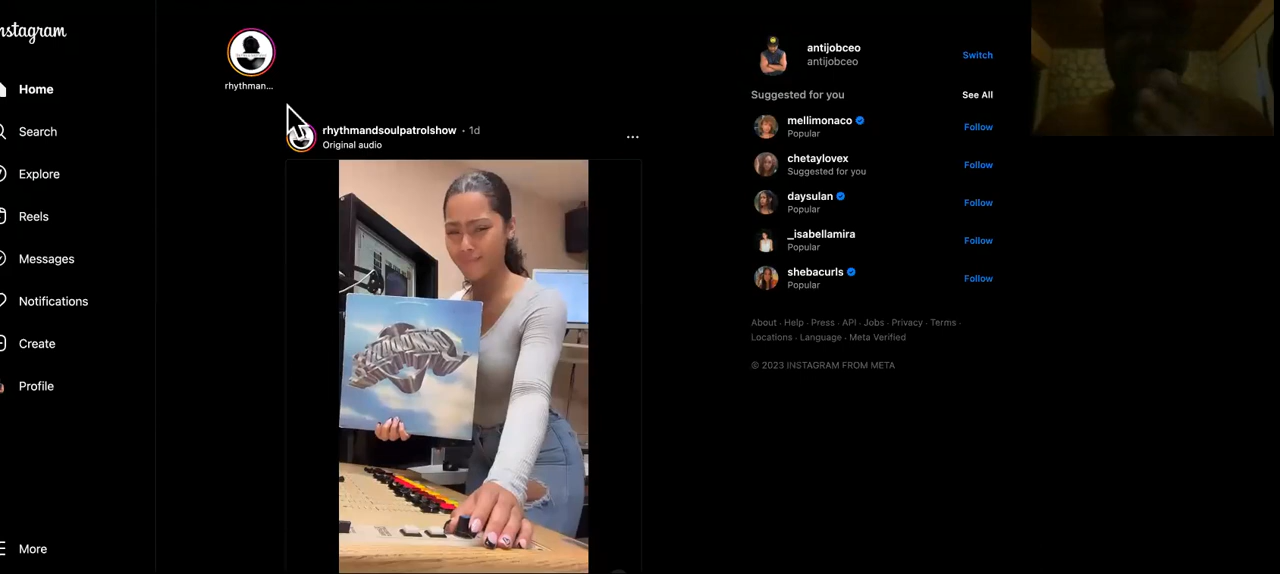 Instagram
Home
Search
Explore
Reels
Messages
Notifications
Create
Profile
More
rhythman...
rhythmandsoulpatrolshow • 1d
Original audio
antijobceo
antijobceo
Switch
Suggested for you
See All
mellimonaco
Popular
Follow
chetaylovex
Suggested for you
Follow
daysulan
Popular
Follow
_isabellamira
Popular
Follow
shebacurls
Popular
Follow
About · Help · Press · API · Jobs · Privacy · Terms ·
Locations · Language · Meta Verified
© 2023 INSTAGRAM FROM META